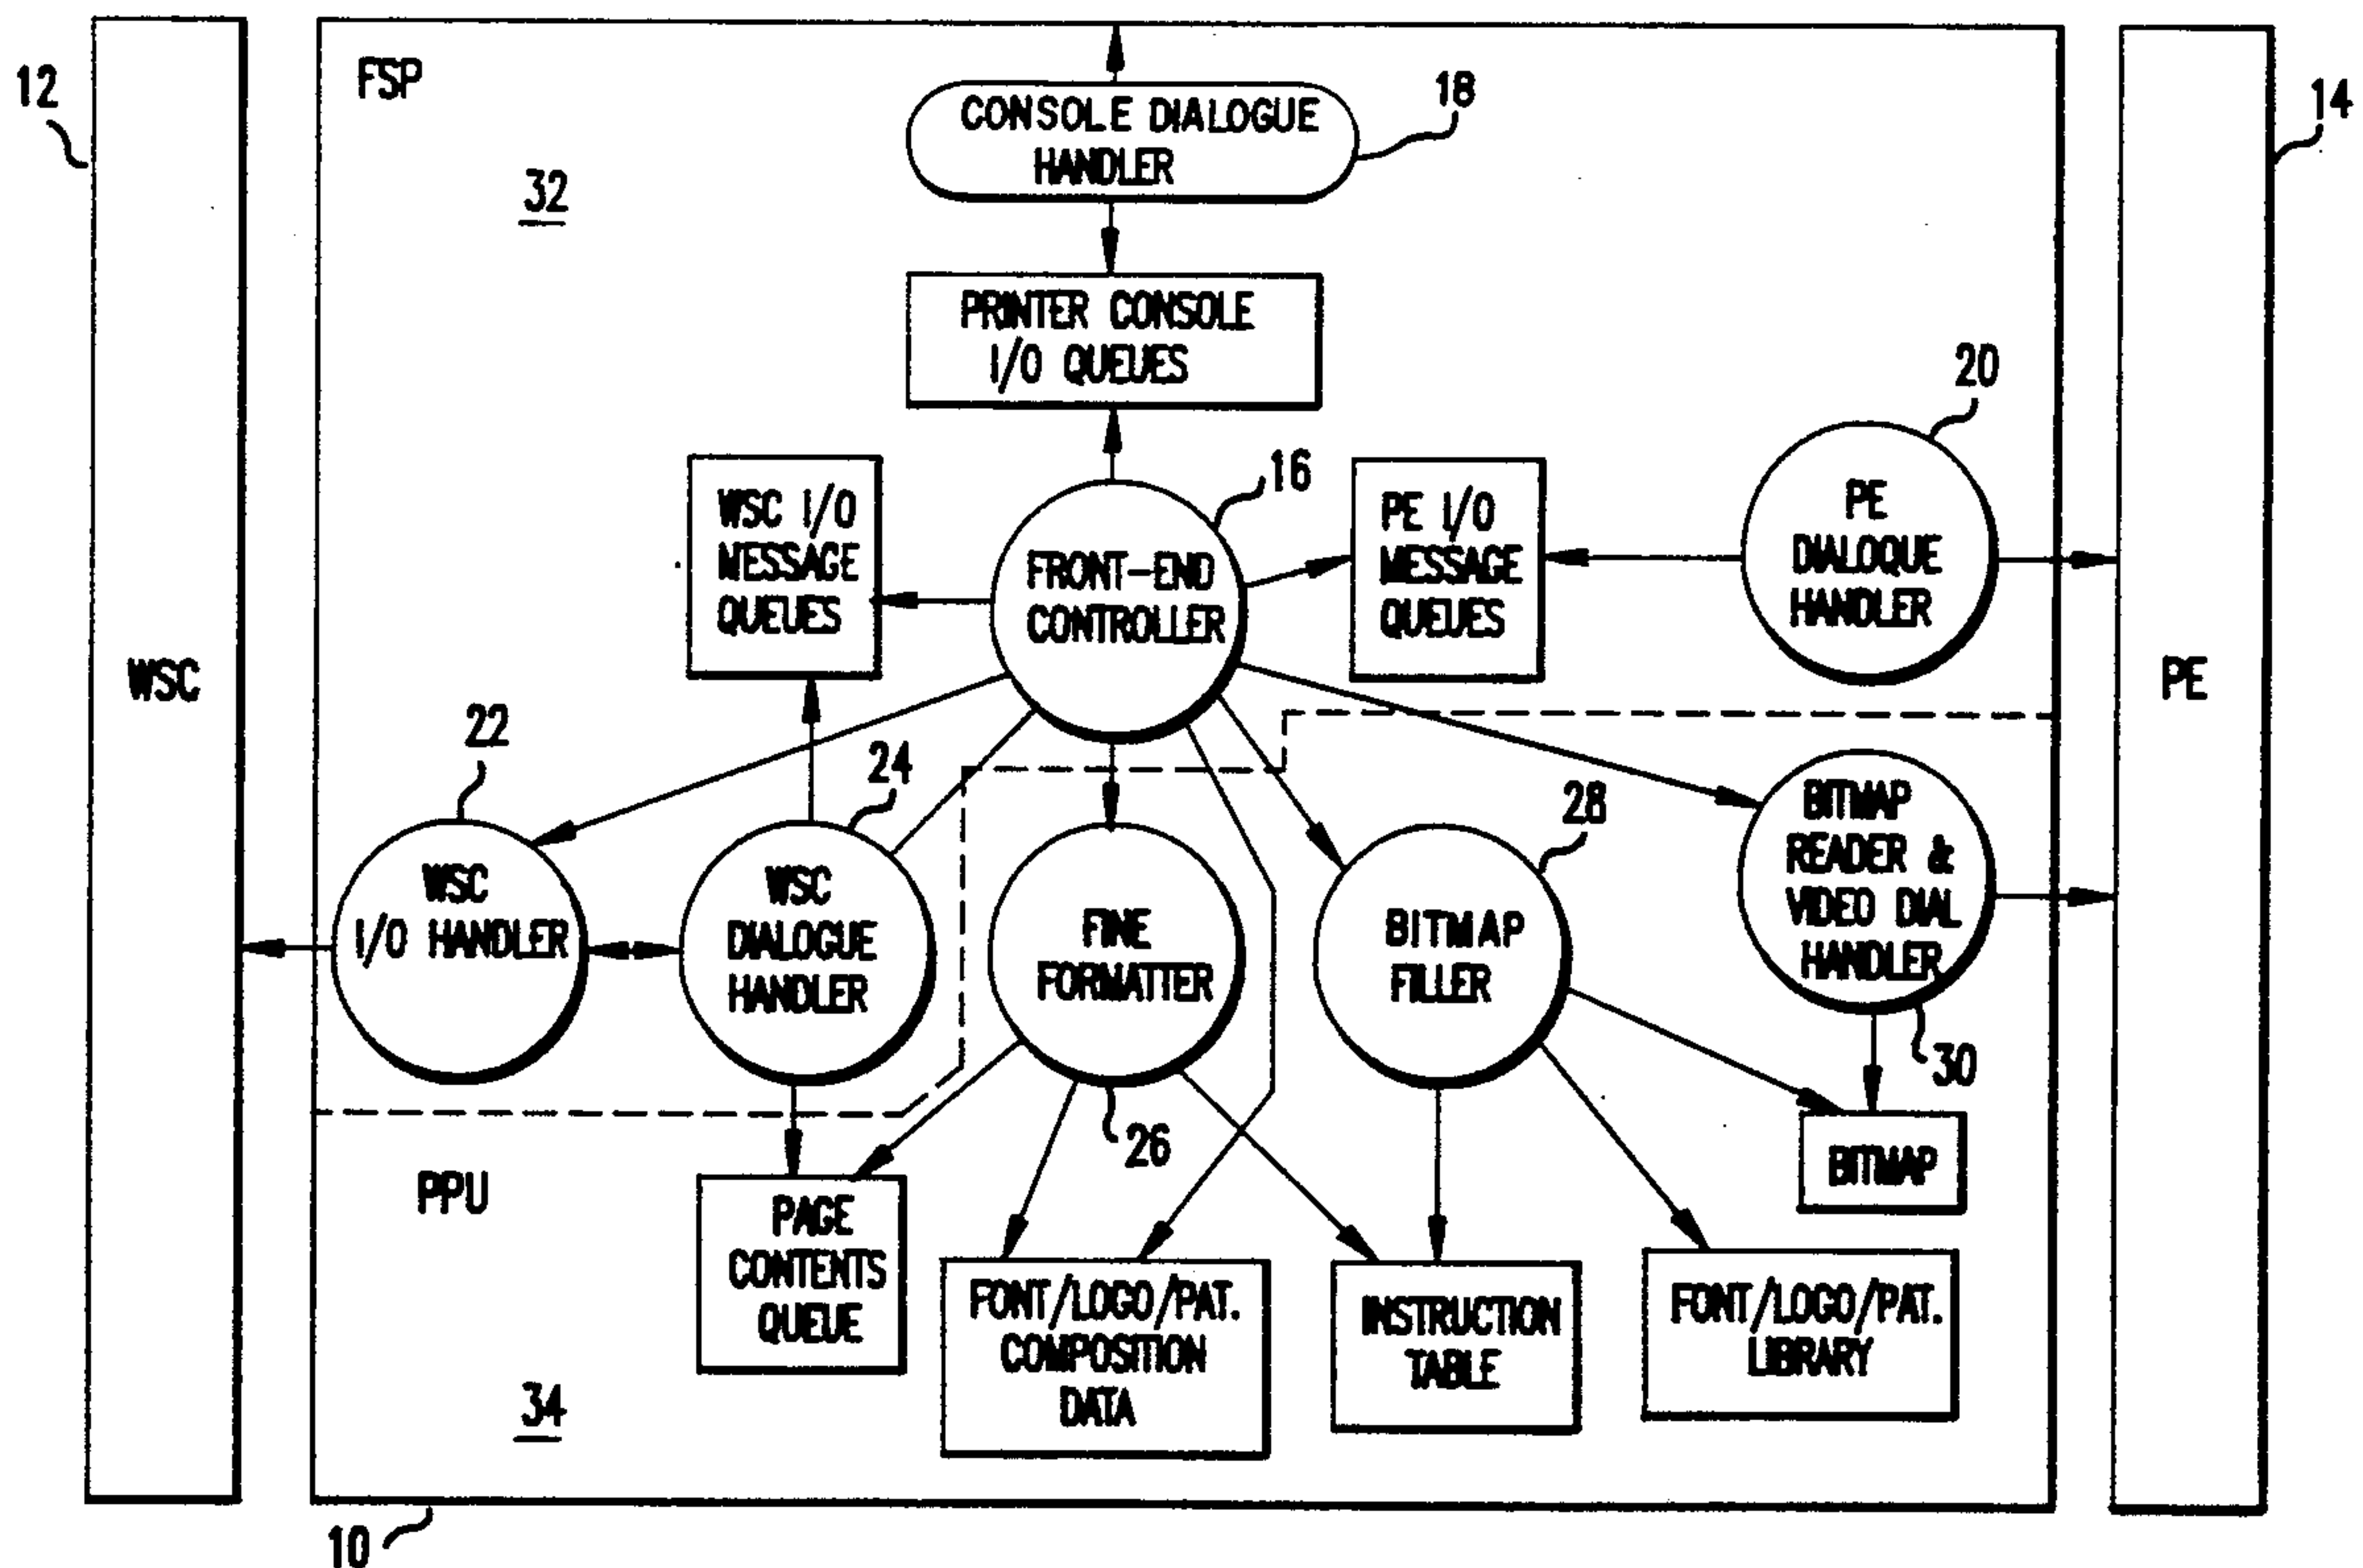 12
FSP
32
CONSOLE DIALOGUE
HANDLER
18
14
PRINTER CONSOLE
I/O QUEUES
20
WSC I/O
MESSAGE
QUEUES
16
FRONT-END
CONTROLLER
PE I/O
MESSAGE
QUEUES
PE
DIALOQUE
HANDLER
WSC
PE
22
WSC
I/O HANDLER
24
WSC
DIALOGUE
HANDLER
FINE
FORMATTER
26
28
BITMAP
FILLER
BITMAP
READER &
VIDEO DIAL
HANDLER
30
BITMAP
PPU
34
PAGE
CONTENTS
QUEUE
FONT/LOGO/PAT.
COMPOSITION
DATA
INSTRUCTION
TABLE
FONT/LOGO/PAT.
LIBRARY
10